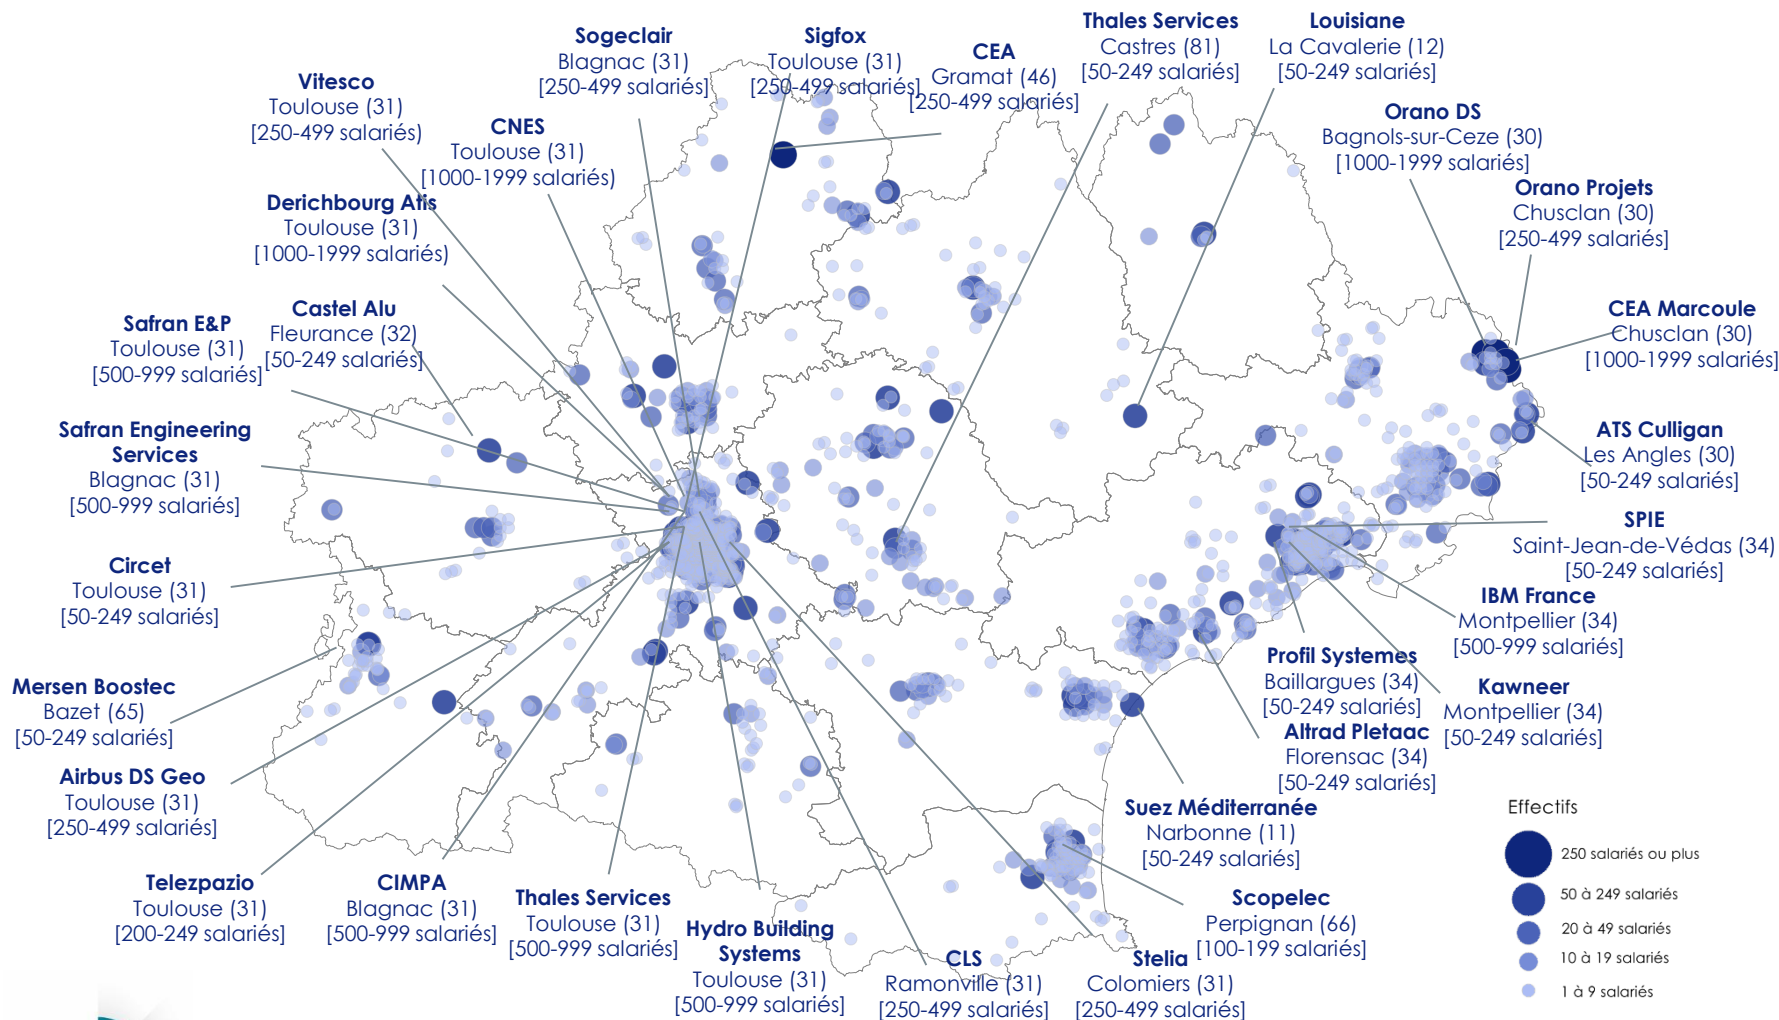 Thales Services
Castres (81)
[50-249 salariés]
Louisiane
La Cavalerie (12)
[50-249 salariés]
Sogeclair
Blagnac (31)
[250-499 salariés]
Sigfox
Toulouse (31)
[250-499 salariés]
CEA
Gramat (46)
[250-499 salariés]
Vitesco
Toulouse (31)
[250-499 salariés)
CNES
Toulouse (31)
[1000-1999 salariés)
Orano DS
Bagnols-sur-Ceze (30)
[1000-1999 salariés]
Orano Projets
Chusclan (30)
[250-499 salariés]
Derichbourg Atis
Toulouse (31)
[1000-1999 salariés)
Castel Alu
Fleurance (32)
[50-249 salariés]
Safran E&P
Toulouse (31)
[500-999 salariés]
CEA Marcoule
Chusclan (30)
[1000-1999 salariés]
Safran Engineering
Services
Blagnac (31)
[500-999 salariés]
ATS Culligan
Les Angles (30)
[50-249 salariés]
SPIE
Saint-Jean-de-Védas (34)
[50-249 salariés]
Circet
Toulouse (31)
[50-249 salariés]
IBM France
Montpellier (34)
[500-999 salariés]
Profil Systemes
Baillargues (34)
[50-249 salariés]
Kawneer
Montpellier (34)
[50-249 salariés]
Mersen Boostec
Bazet (65)
[50-249 salariés]
Altrad Pletaac
Florensac (34)
[50-249 salariés]
Airbus DS Geo
Toulouse (31)
[250-499 salariés]
Suez Méditerranée
Narbonne (11)
[50-249 salariés]
Telezpazio
Toulouse (31)
[200-249 salariés]
CIMPA
Blagnac (31)
[500-999 salariés]
Thales Services
Toulouse (31)
[500-999 salariés]
Hydro Building
Systems
Toulouse (31)
[500-999 salariés]
CLS
Ramonville (31)
[250-499 salariés]
Stelia
Colomiers (31)
[250-499 salariés]
Scopelec
Perpignan (66)
[100-199 salariés]
Effectifs
250 salariés ou plus
50 à 249 salariés
20 à 49 salariés
10 à 19 salariés
1 à 9 salariés